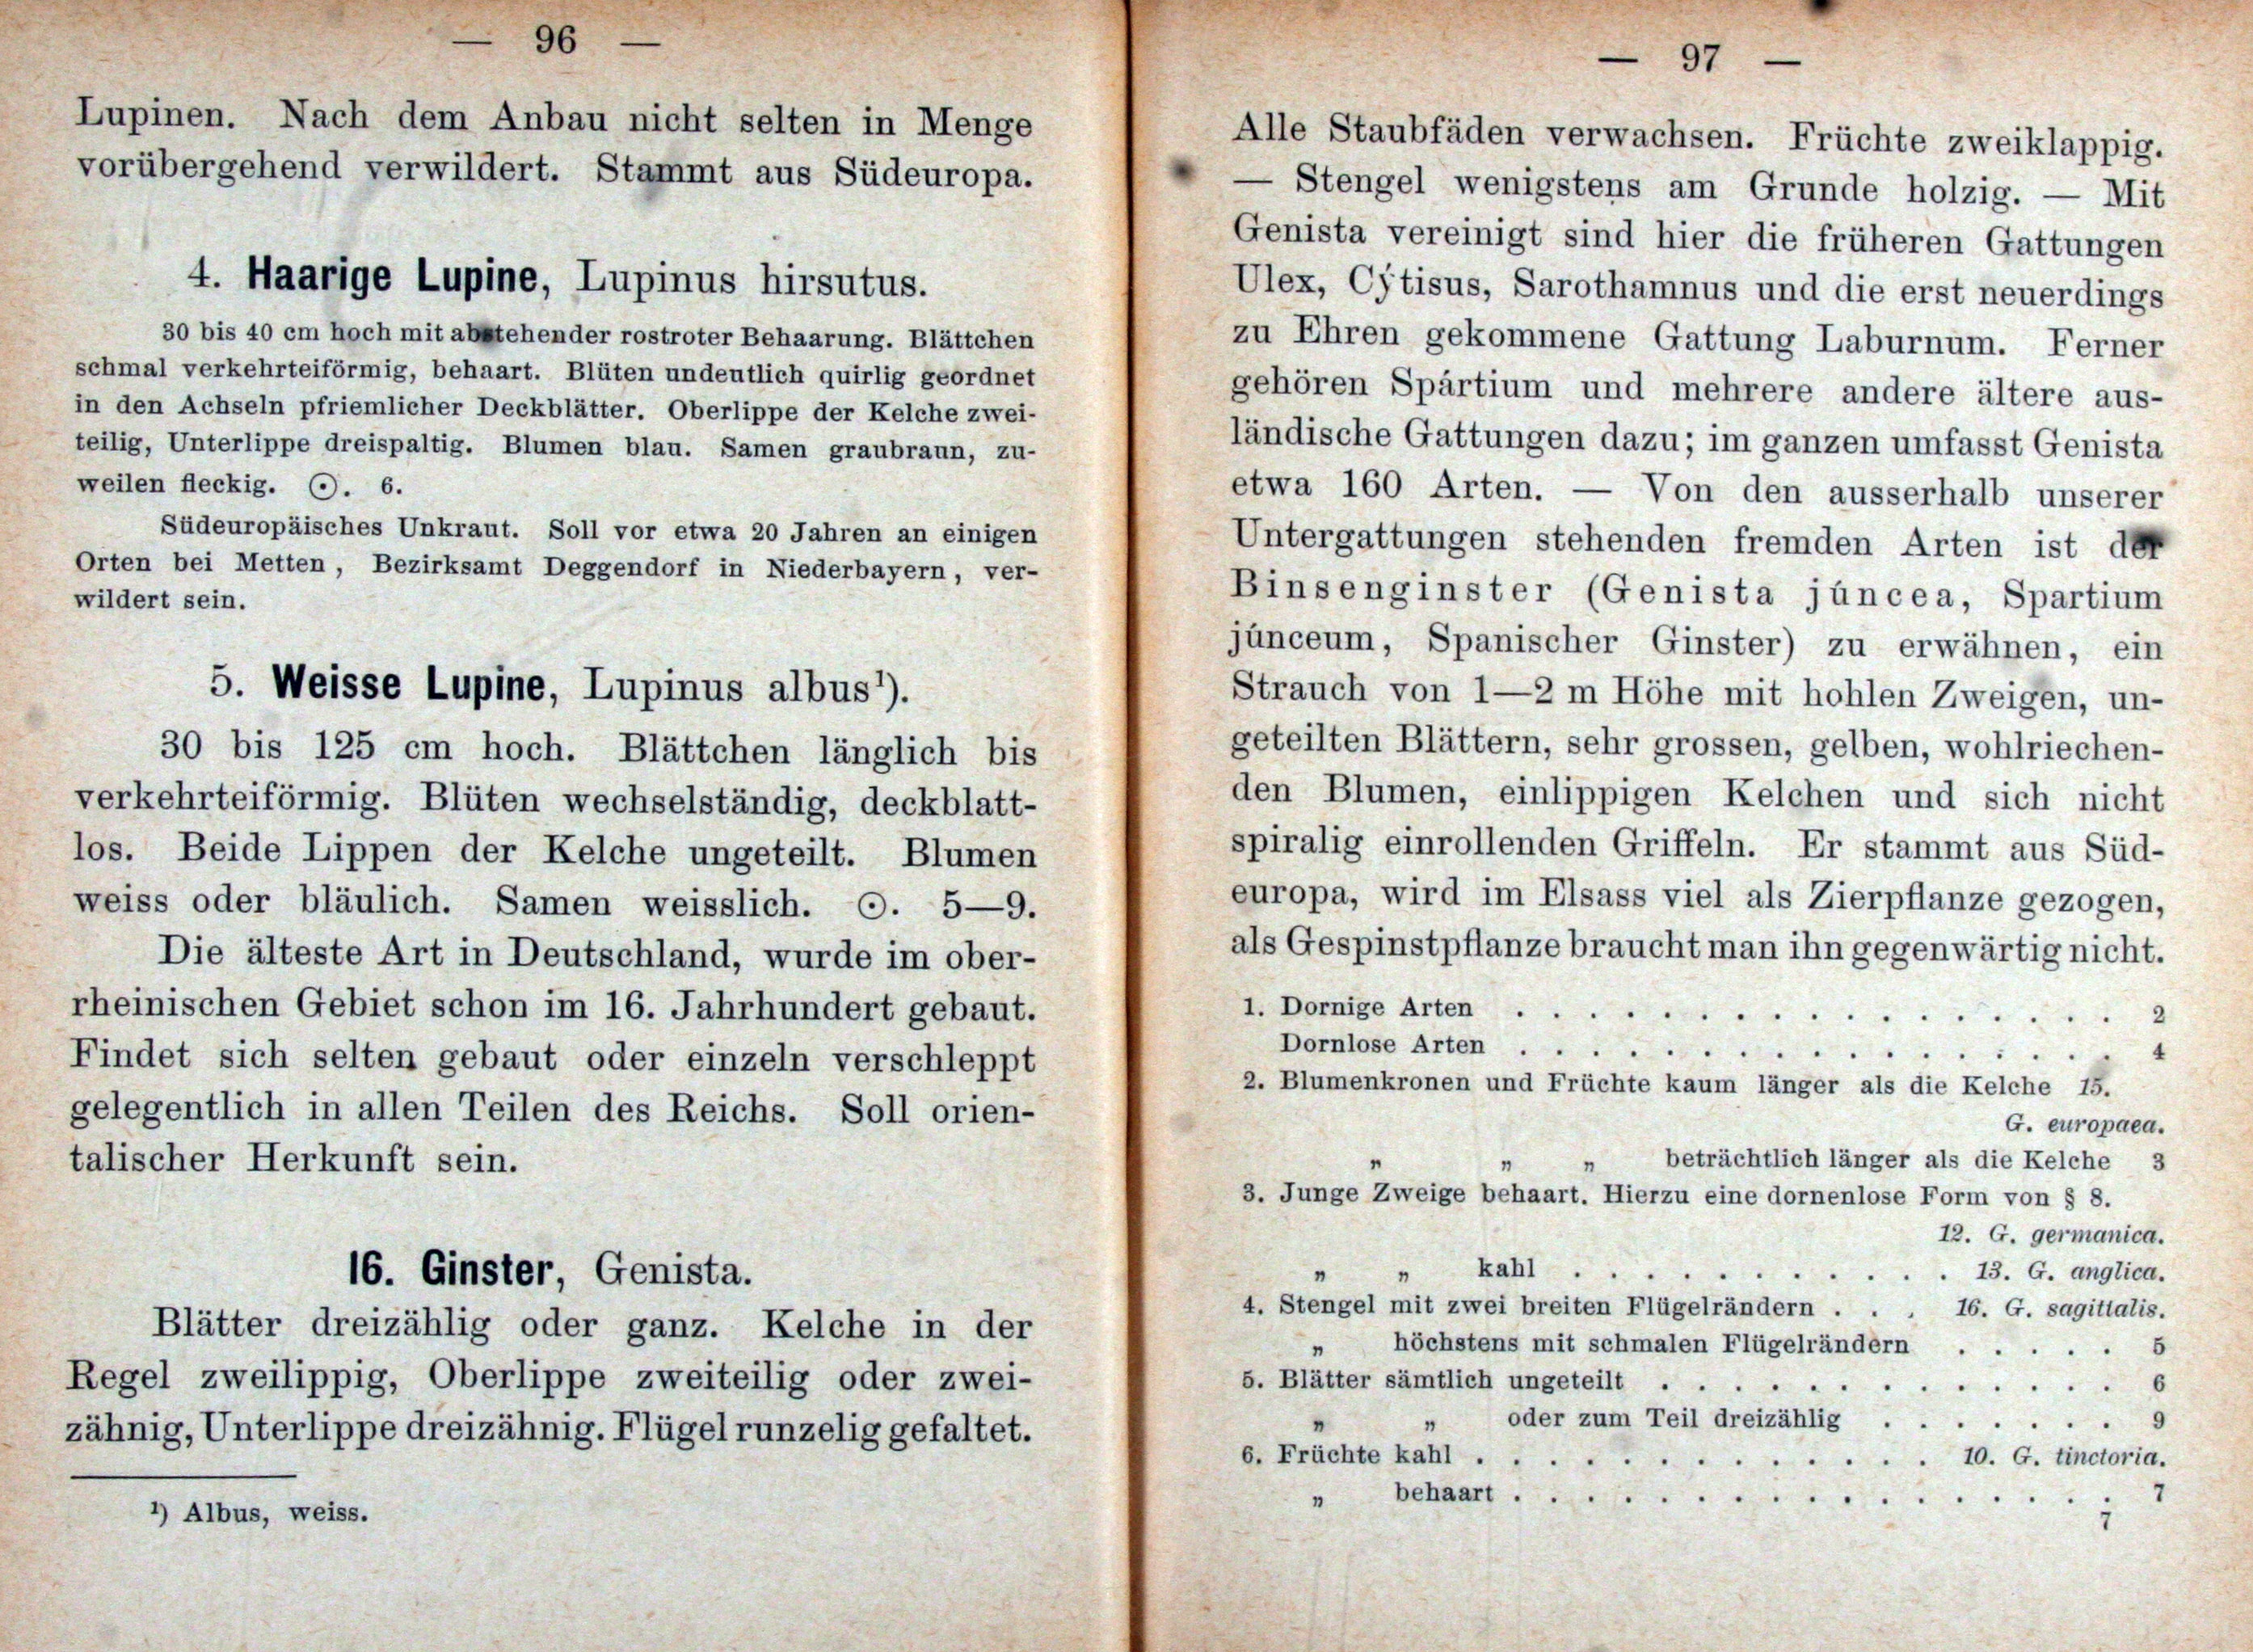 — 96 —
Lupinen. Nach dem Anbau nicht selten in Menge
vorübergehend verwildert. Stammt aus Südeuropa.
4. Haarige Lupine, Lupinus hirsutus.
30 bis 40 cm hoch mit abstehender rostroter Behaarung. Blättchen
schmal verkehrteiförmig, behaart. Blüten undeutlich quirlig geordnet
in den Achseln pfriemlicher Deckblätter. Oberlippe der Kelche zwei-
teilig, Unterlippe dreispaltig. Blumen blau. Samen graubraun, zu-
weilen fleckig. ⊙. 6.
Südeuropäisches Unkraut. Soll vor etwa 20 Jahren an einigen
Orten bei Metten, Bezirksamt Deggendorf in Niederbayern, ver-
wildert sein.
5. Weisse Lupine, Lupinus albus¹).
30 bis 125 cm hoch. Blättchen länglich bis
verkehrteiförmig. Blüten wechselständig, deckblatt-
los. Beide Lippen der Kelche ungeteilt. Blumen
weiss oder bläulich. Samen weisslich. ⊙. 5—9.
Die älteste Art in Deutschland, wurde im ober-
rheinischen Gebiet schon im 16. Jahrhundert gebaut.
Findet sich selten gebaut oder einzeln verschleppt
gelegentlich in allen Teilen des Reichs. Soll orien-
talischer Herkunft sein.
16. Ginster, Genista.
Blätter dreizählig oder ganz. Kelche in der
Regel zweilippig, Oberlippe zweiteilig oder zwei-
zähnig, Unterlippe dreizähnig. Flügel runzelig gefaltet.
¹) Albus, weiss.
— 97 —
Alle Staubfäden verwachsen. Früchte zweiklappig.
— Stengel wenigstens am Grunde holzig. — Mit
Genista vereinigt sind hier die früheren Gattungen
Ulex, Cýtisus, Sarothamnus und die erst neuerdings
zu Ehren gekommene Gattung Laburnum. Ferner
gehören Spártium und mehrere andere ältere aus-
ländische Gattungen dazu; im ganzen umfasst Genista
etwa 160 Arten. — Von den ausserhalb unserer
Untergattungen stehenden fremden Arten ist der
Binsenginster (Genista júncea, Spartium
júnceum, Spanischer Ginster) zu erwähnen, ein
Strauch von 1—2 m Höhe mit hohlen Zweigen, un-
geteilten Blättern, sehr grossen, gelben, wohlriechen-
den Blumen, einlippigen Kelchen und sich nicht
spiralig einrollenden Griffeln. Er stammt aus Süd-
europa, wird im Elsass viel als Zierpflanze gezogen,
als Gespinstpflanze braucht man ihn gegenwärtig nicht.
1. Dornige Arten . . . . . . . . . . . . . . . . . 2
Dornlose Arten . . . . . . . . . . . . . . . . . 4
2. Blumenkronen und Früchte kaum länger als die Kelche 15.
G. europaea.
„ „ „ beträchtlich länger als die Kelche 3
3. Junge Zweige behaart. Hierzu eine dornenlose Form von § 8.
12. G. germanica.
„ „ kahl . . . . . . . . . . . 13. G. anglica.
4. Stengel mit zwei breiten Flügelrändern . . . 16. G. sagittalis.
„ höchstens mit schmalen Flügelrändern . . . . . 5
5. Blätter sämtlich ungeteilt . . . . . . . . . . . . . 6
„ „ oder zum Teil dreizählig . . . . . . . 9
6. Früchte kahl . . . . . . . . . . . . . 10. G. tinctoria.
„ behaart . . . . . . . . . . . . . . . . . 7
7